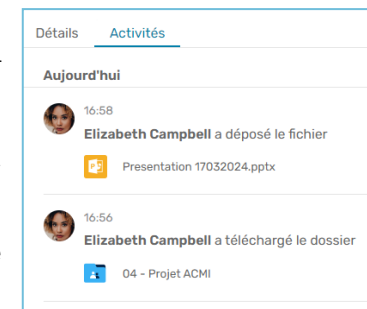 Détails Activités
Aujourd'hui
16:58
Elizabeth Campbell a déposé le fichier
Presentation 17032024.pptx
16:56
Elizabeth Campbell a téléchargé le dossier
04 - Projet ACMI